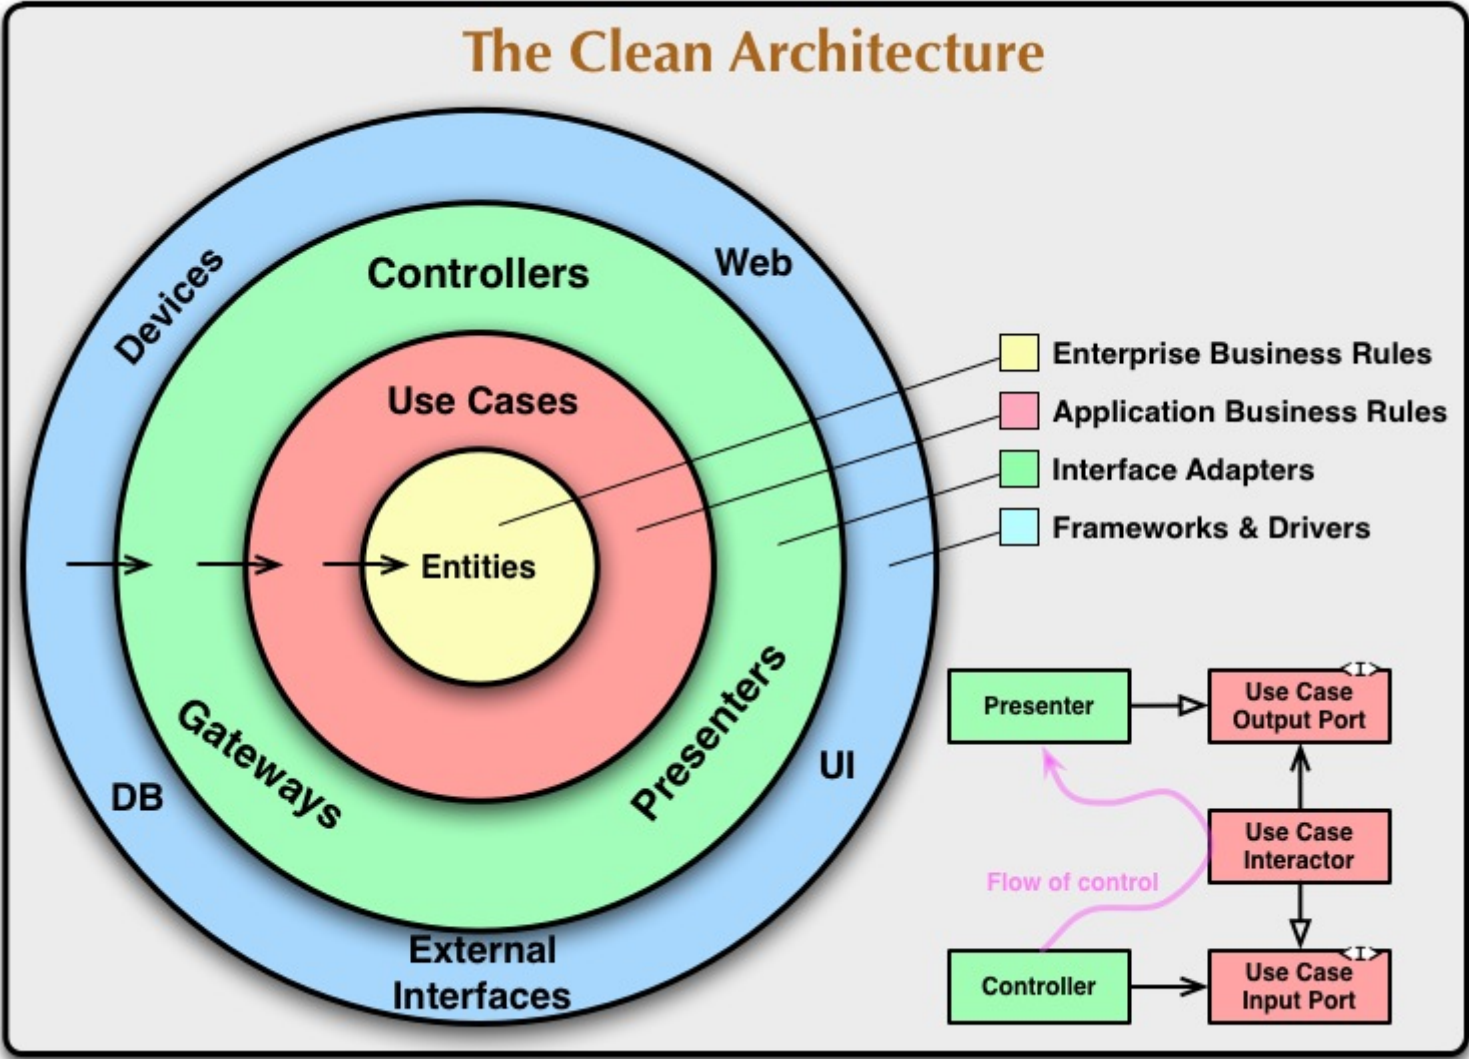 The Clean Architecture
Devices
Web
Controllers
Use Cases
Entities
Gateways
Presenters
DB
UI
External
Interfaces
Enterprise Business Rules
Application Business Rules
Interface Adapters
Frameworks & Drivers
Presenter
<I>
Use Case
Output Port
Use Case
Interactor
Flow of control
Controller
<I>
Use Case
Input Port